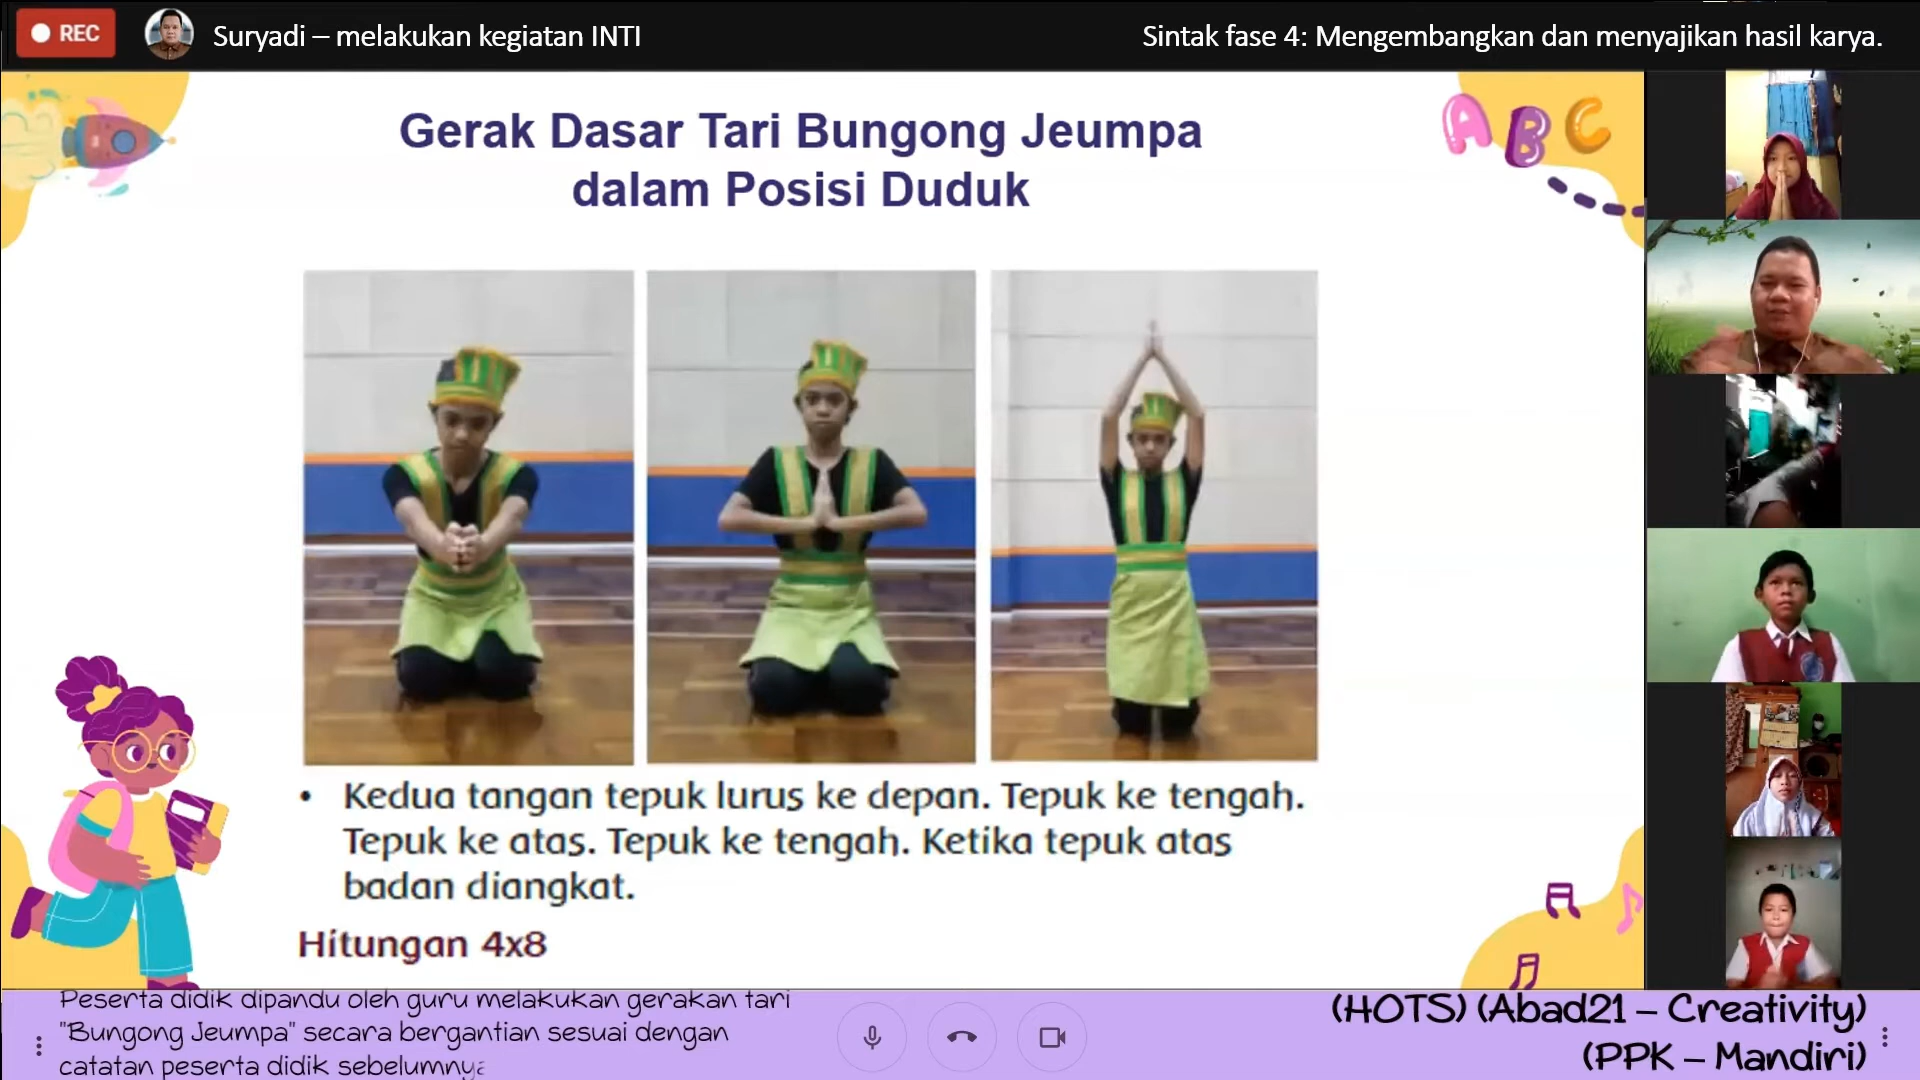 REC
Suryadi – melakukan kegiatan INTI
Sintak fase 4: Mengembangkan dan menyajikan hasil karya.
Gerak Dasar Tari Bungong Jeumpa
dalam Posisi Duduk
A B C
• Kedua tangan tepuk lurus ke depan. Tepuk ke tengah.
Tepuk ke atas. Tepuk ke tengah. Ketika tepuk atas
badan diangkat.
Hitungan 4x8
Peserta didik dipandu oleh guru melakukan gerakan tari
"Bungong Jeumpa" secara bergantian sesuai dengan
catatan peserta didik sebelumnya
(HOTS) (Abad21 – Creativity)
(PPK – Mandiri)